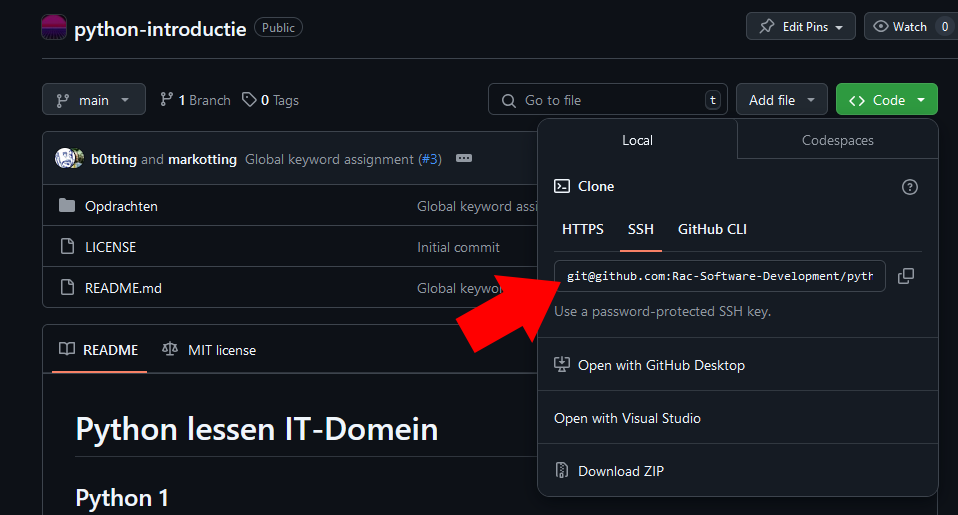 python-introductie Public Edit Pins Watch 0
main 1 Branch 0 Tags Go to file t Add file Code
b0tting and markotting Global keyword assignment (#3)
Opdrachten Global keyword assi
LICENSE Initial commit
README.md Global keywor
README MIT license
Python lessen IT-Domein
Python 1
Local Codespaces
Clone
HTTPS SSH GitHub CLI
git@github.com:Rac-Software-Development/pyth
Use a password-protected SSH key.
Open with GitHub Desktop
Open with Visual Studio
Download ZIP